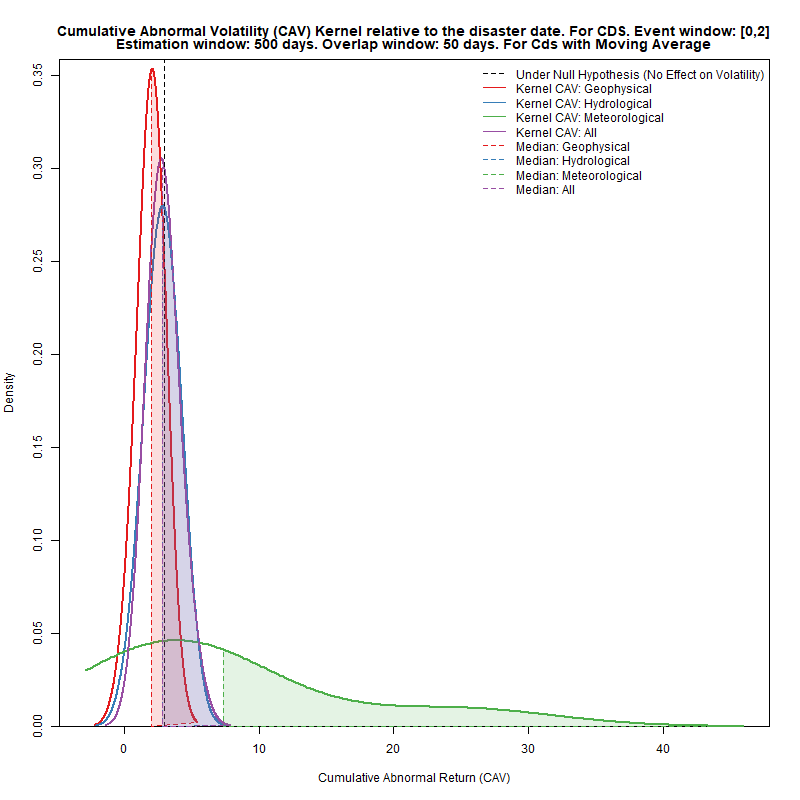 Cumulative Abnormal Volatility (CAV) Kernel relative to the disaster date. For CDS. Event window: [0,2]
Estimation window: 500 days. Overlap window: 50 days. For Cds with Moving Average
Under Null Hypothesis (No Effect on Volatility)
Kernel CAV: Geophysical
Kernel CAV: Hydrological
Kernel CAV: Meteorological
Kernel CAV: All
Median: Geophysical
Median: Hydrological
Median: Meteorological
Median: All
Density
0.35
0.30
0.25
0.20
0.15
0.10
0.05
0.00
0
10
20
30
40
Cumulative Abnormal Return (CAV)